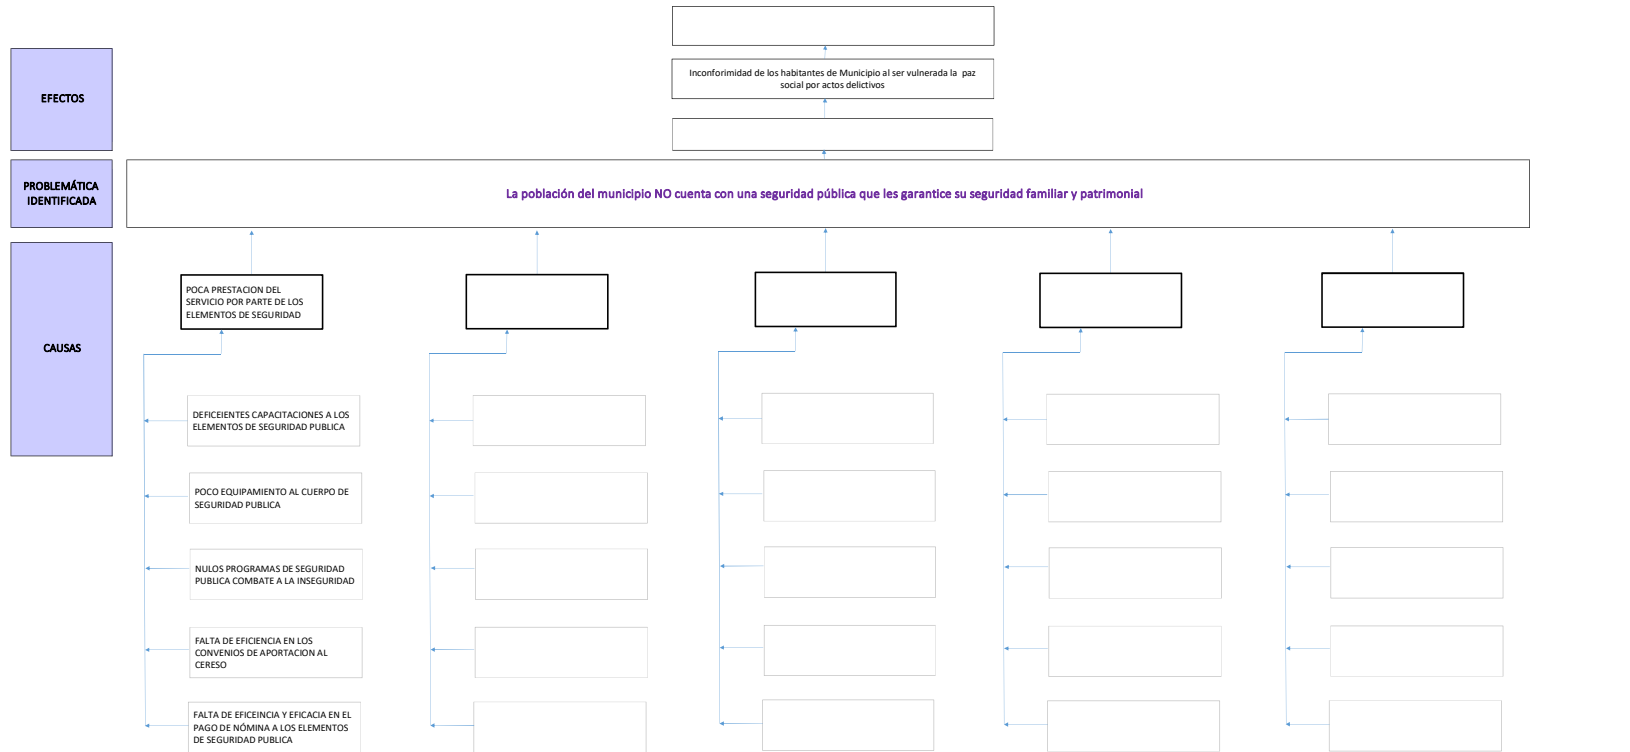 Inconforimidad de los habitantes de Municipio al ser vulnerada la  paz
social por actos delictivos
EFECTOS
PROBLEMÁTICA
IDENTIFICADA
La población del municipio NO cuenta con una seguridad pública que les garantice su seguridad familiar y patrimonial
CAUSAS
POCA PRESTACION DEL
SERVICIO POR PARTE DE LOS
ELEMENTOS DE SEGURIDAD
DEFICEIENTES CAPACITACIONES A LOS
ELEMENTOS DE SEGURIDAD PUBLICA
POCO EQUIPAMIENTO AL CUERPO DE
SEGURIDAD PUBLICA
NULOS PROGRAMAS DE SEGURIDAD
PUBLICA COMBATE A LA INSEGURIDAD
FALTA DE EFICIENCIA EN LOS
CONVENIOS DE APORTACION AL
CERESO
FALTA DE EFICEINCIA Y EFICACIA EN EL
PAGO DE NÓMINA A LOS ELEMENTOS
DE SEGURIDAD PUBLICA